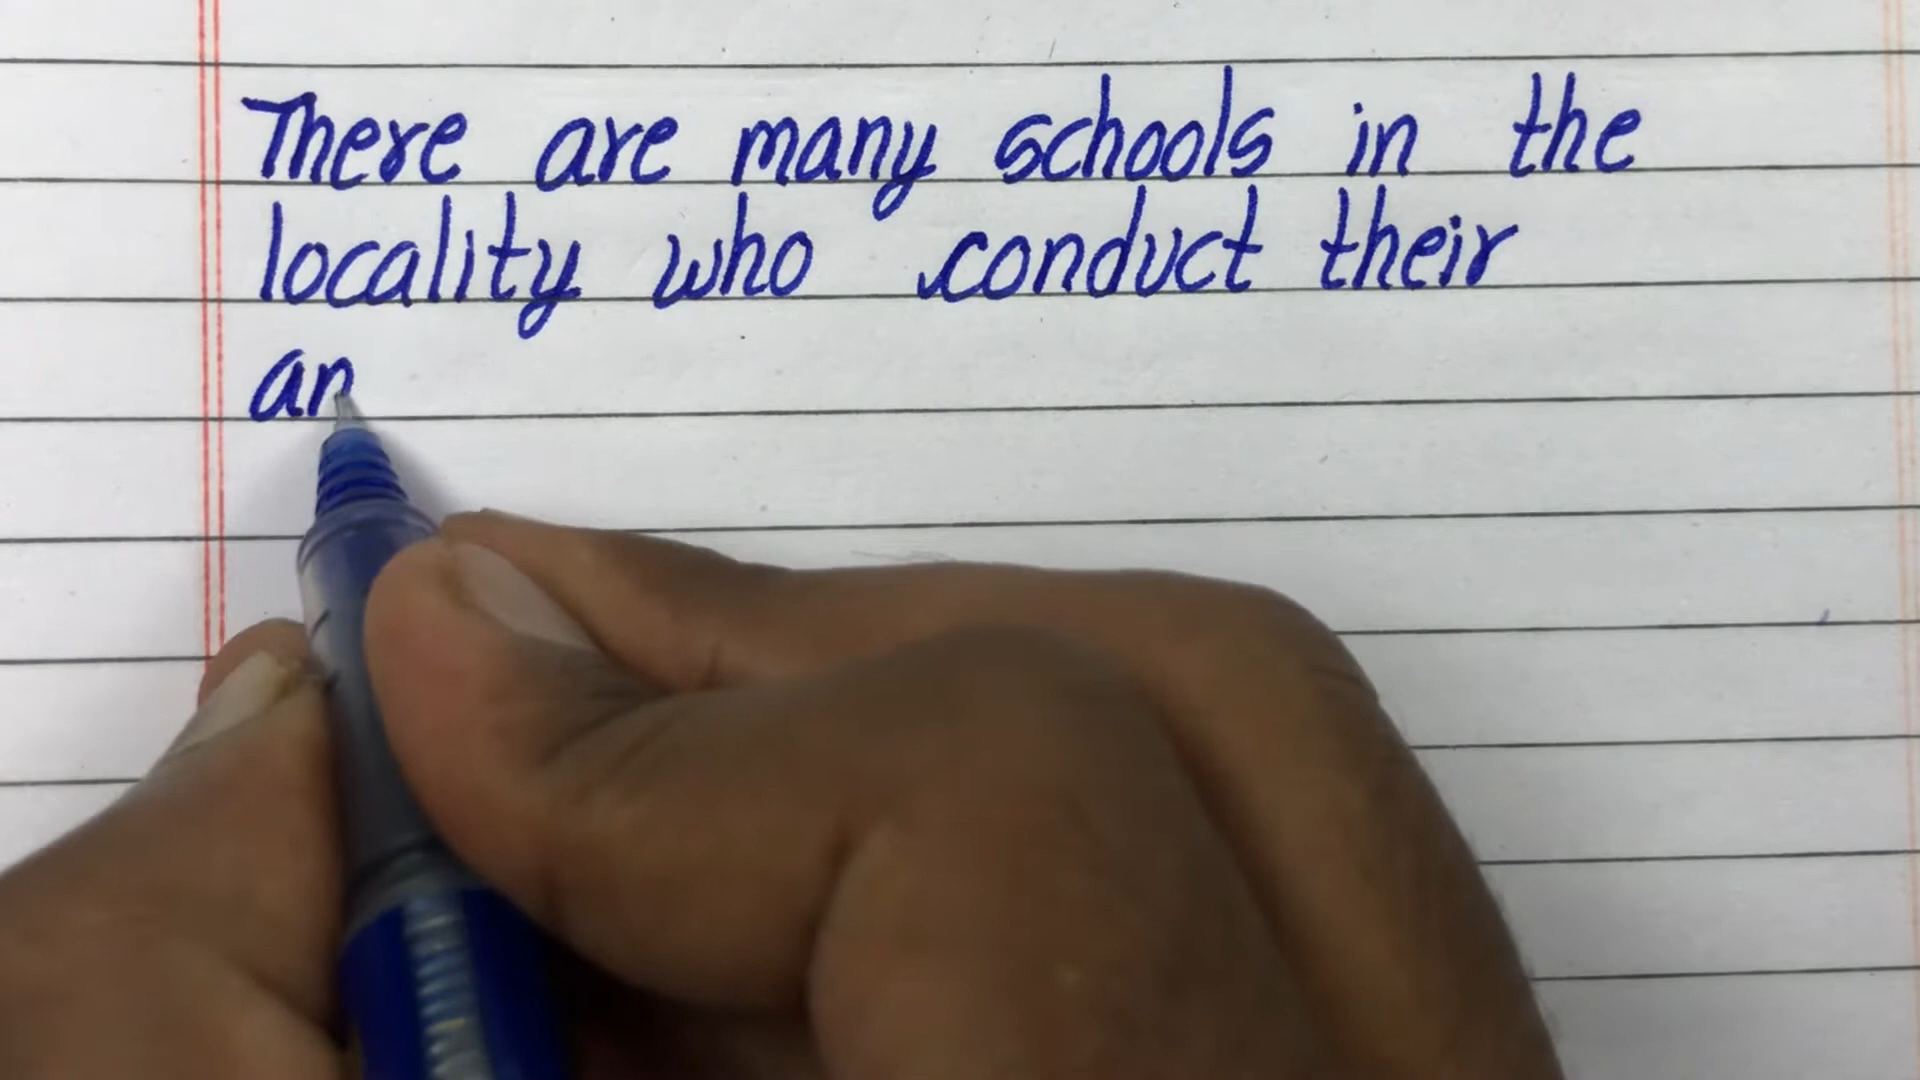 There are many schools in the
locality who conduct their
an